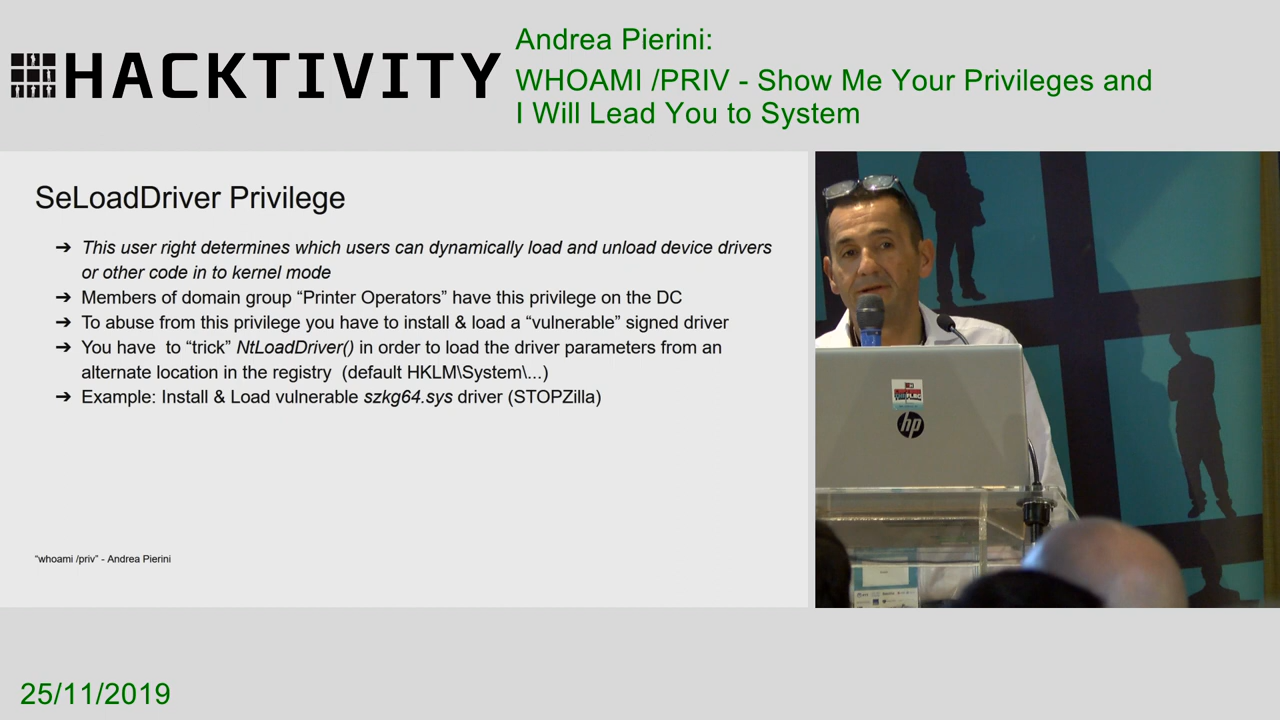 HACKTIVITY
Andrea Pierini:
WHOAMI /PRIV - Show Me Your Privileges and
I Will Lead You to System
SeLoadDriver Privilege
➔ This user right determines which users can dynamically load and unload device drivers
or other code in to kernel mode
➔ Members of domain group “Printer Operators” have this privilege on the DC
➔ To abuse from this privilege you have to install & load a “vulnerable” signed driver
➔ You have to “trick” NtLoadDriver() in order to load the driver parameters from an
alternate location in the registry (default HKLM\System\...)
➔ Example: Install & Load vulnerable szkg64.sys driver (STOPZilla)
“whoami /priv” - Andrea Pierini
hp
25/11/2019